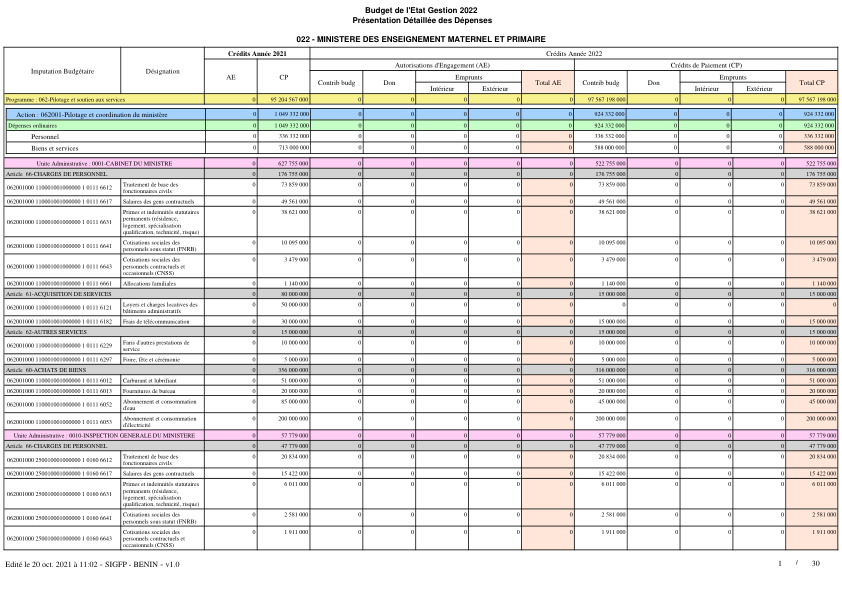 Budget de l'Etat Gestion 2022
Présentation Détaillée des Dépenses
022 - MINISTERE DES ENSEIGNEMENT MATERNEL ET PRIMAIRE
Imputation Budgétaire Désignation Crédits Année 2021 Crédits Année 2022
AE CP Autorisations d'Engagement (AE) Crédits de Paiement (CP)
Contrib budg Don Emprunts Total AE Contrib budg Don Emprunts Total CP
Intérieur Extérieur Intérieur Extérieur
Programme : 062-Pilotage et soutien aux services 0 95 204 567 000 0 0 0 0 0 97 567 198 000 0 0 0 97 567 198 000
Action : 062001-Pilotage et coordination du ministère 0 1 049 332 000 0 0 0 0 0 924 332 000 0 0 0 924 332 000
Dépenses ordinaires 0 1 049 332 000 0 0 0 0 0 924 332 000 0 0 0 924 332 000
Personnel 0 336 332 000 0 0 0 0 0 336 332 000 0 0 0 336 332 000
Biens et services 0 713 000 000 0 0 0 0 0 588 000 000 0 0 0 588 000 000
Unite Administrative : 0001-CABINET DU MINISTRE 0 627 755 000 0 0 0 0 0 522 755 000 0 0 0 522 755 000
Article 66-CHARGES DE PERSONNEL 0 176 755 000 0 0 0 0 0 176 755 000 0 0 0 176 755 000
062001000 1100010010000000 1 0111 6612 Traitement de base des 0 73 859 000 0 0 0 0 0 73 859 000 0 0 0 73 859 000
fonctionnaires civils
062001000 1100010010000000 1 0111 6617 Salaires des gens contractuels 0 49 561 000 0 0 0 0 0 49 561 000 0 0 0 49 561 000
062001000 1100010010000000 1 0111 6631 Primes et indemnités statutaires 0 38 621 000 0 0 0 0 0 38 621 000 0 0 0 38 621 000
permanents (résidence,
logement, spécialisation
qualification, technicité, risque)
062001000 1100010010000000 1 0111 6641 Cotisations sociales des 0 10 095 000 0 0 0 0 0 10 095 000 0 0 0 10 095 000
personnels sous statut (FNRB)
062001000 1100010010000000 1 0111 6643 Cotisations sociales des 0 3 479 000 0 0 0 0 0 3 479 000 0 0 0 3 479 000
personnels contractuels et
occasionnels (CNSS)
062001000 1100010010000000 1 0111 6661 Allocations familiales 0 1 140 000 0 0 0 0 0 1 140 000 0 0 0 1 140 000
Article 61-ACQUISITION DE SERVICES 0 80 000 000 0 0 0 0 0 15 000 000 0 0 0 15 000 000
062001000 1100010010000000 1 0111 6121 Loyers et charges locatives des 0 50 000 000 0 0 0 0 0 0 0 0 0 0
bâtiments administratifs
062001000 1100010010000000 1 0111 6182 Frais de télécommunication 0 30 000 000 0 0 0 0 0 15 000 000 0 0 0 15 000 000
Article 62-AUTRES SERVICES 0 15 000 000 0 0 0 0 0 15 000 000 0 0 0 15 000 000
062001000 1100010010000000 1 0111 6229 Faris d'autres prestations de 0 10 000 000 0 0 0 0 0 10 000 000 0 0 0 10 000 000
service
062001000 1100010010000000 1 0111 6297 Foire, fête et cérémonie 0 5 000 000 0 0 0 0 0 5 000 000 0 0 0 5 000 000
Article 60-ACHATS DE BIENS 0 356 000 000 0 0 0 0 0 316 000 000 0 0 0 316 000 000
062001000 1100010010000000 1 0111 6012 Carburant et lubrifiant 0 51 000 000 0 0 0 0 0 51 000 000 0 0 0 51 000 000
062001000 1100010010000000 1 0111 6013 Fournitures de bureau 0 20 000 000 0 0 0 0 0 20 000 000 0 0 0 20 000 000
062001000 1100010010000000 1 0111 6052 Abonnement et consommation 0 85 000 000 0 0 0 0 0 45 000 000 0 0 0 45 000 000
d'eau
062001000 1100010010000000 1 0111 6053 Abonnement et consommation 0 200 000 000 0 0 0 0 0 200 000 000 0 0 0 200 000 000
d'électricité
Unite Administrative : 0010-INSPECTION GENERALE DU MINISTERE 0 57 779 000 0 0 0 0 0 57 779 000 0 0 0 57 779 000
Article 66-CHARGES DE PERSONNEL 0 47 779 000 0 0 0 0 0 47 779 000 0 0 0 47 779 000
062001000 2500010010000000 1 0160 6612 Traitement de base des 0 20 834 000 0 0 0 0 0 20 834 000 0 0 0 20 834 000
fonctionnaires civils
062001000 2500010010000000 1 0160 6617 Salaires des gens contractuels 0 15 422 000 0 0 0 0 0 15 422 000 0 0 0 15 422 000
062001000 2500010010000000 1 0160 6631 Primes et indemnités statutaires 0 6 011 000 0 0 0 0 0 6 011 000 0 0 0 6 011 000
permanents (résidence,
logement, spécialisation
qualification, technicité, risque)
062001000 2500010010000000 1 0160 6641 Cotisations sociales des 0 2 581 000 0 0 0 0 0 2 581 000 0 0 0 2 581 000
personnels sous statut (FNRB)
062001000 2500010010000000 1 0160 6643 Cotisations sociales des 0 1 911 000 0 0 0 0 0 1 911 000 0 0 0 1 911 000
personnels contractuels et
occasionnels (CNSS)
Edité le 20 oct. 2021 à 11:02 - SIGFP - BENIN - v1.0 1 / 30